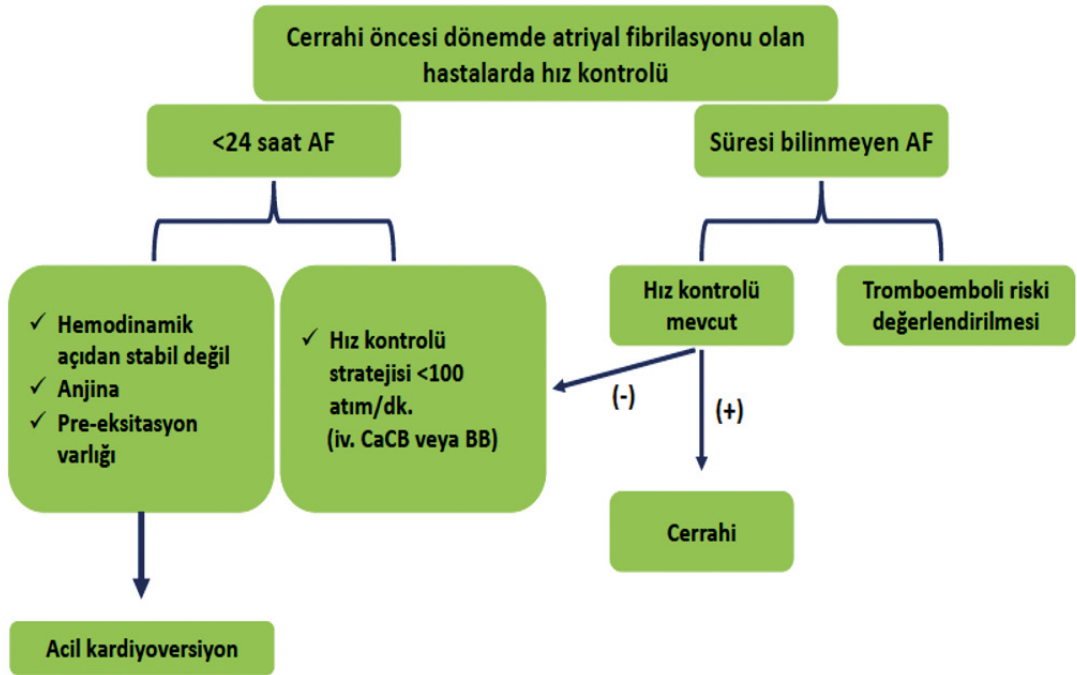 Cerrahi öncesi dönemde atriyal fibrilasyonu olan
hastalarda hız kontrolü
<24 saat AF
Süresi bilinmeyen AF
✓ Hemodinamik
açıdan stabil değil
✓ Anjina
✓ Pre-eksitasyon
varlığı
✓ Hız kontrolü
stratejisi <100
atım/dk.
(iv. CaCB veya BB)
Hız kontrolü
mevcut
Tromboemboli riski
değerlendirilmesi
(-)
(+)
Cerrahi
Acil kardiyoversiyon